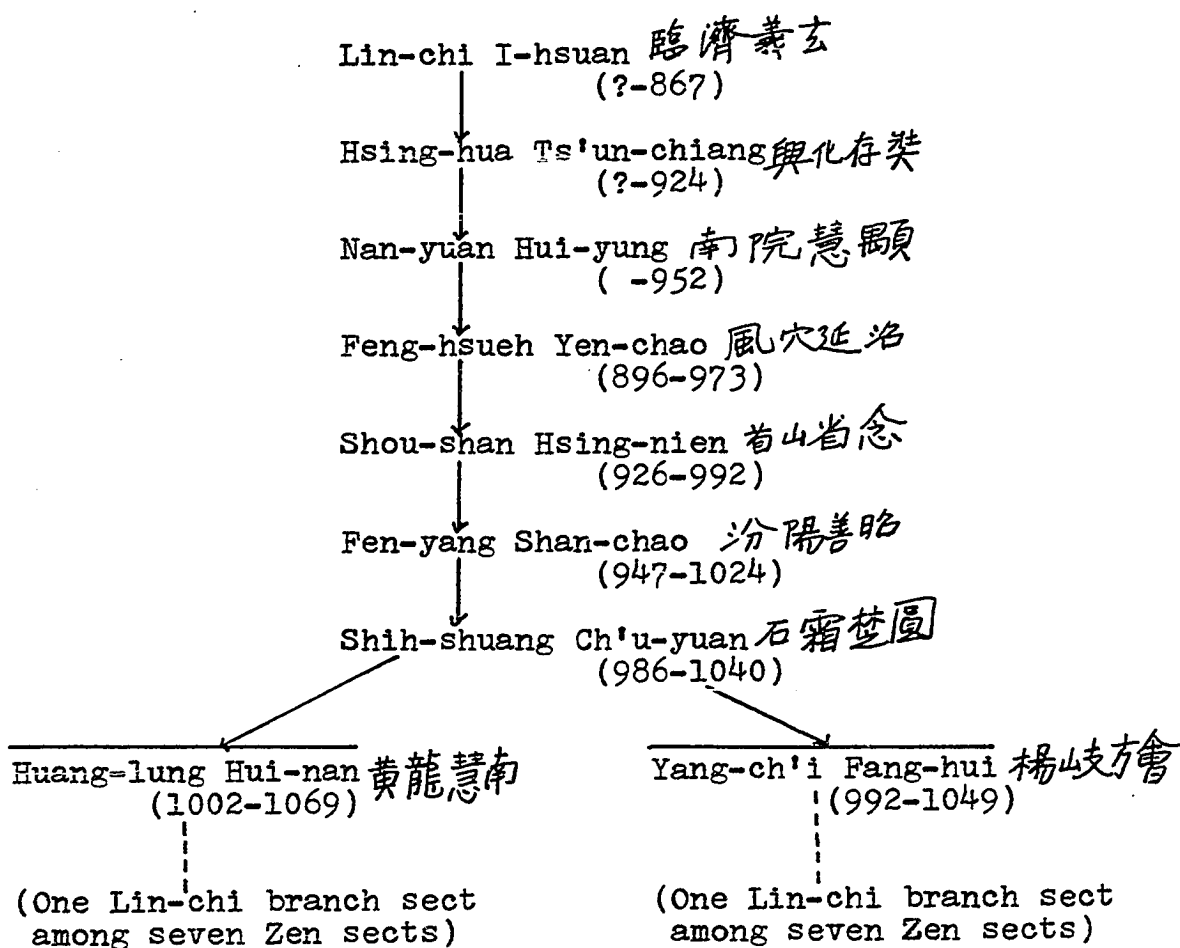 Lin-chi I-hsuan 臨濟義玄
(?-867)
Hsing-hua Ts'un-chiang 興化存奘
(?-924)
Nan-yuan Hui-yung 南院慧顒
( -952)
Feng-hsueh Yen-chao 風穴延沼
(896-973)
Shou-shan Hsing-nien 首山省念
(926-992)
Fen-yang Shan-chao 汾陽善昭
(947-1024)
Shih-shuang Ch'u-yuan 石霜楚圓
(986-1040)
Huang=lung Hui-nan 黄龍慧南
(1002-1069)
(One Lin-chi branch sect
among seven Zen sects)
Yang-ch'i Fang-hui 楊岐方會
(992-1049)
(One Lin-chi branch sect
among seven Zen sects)